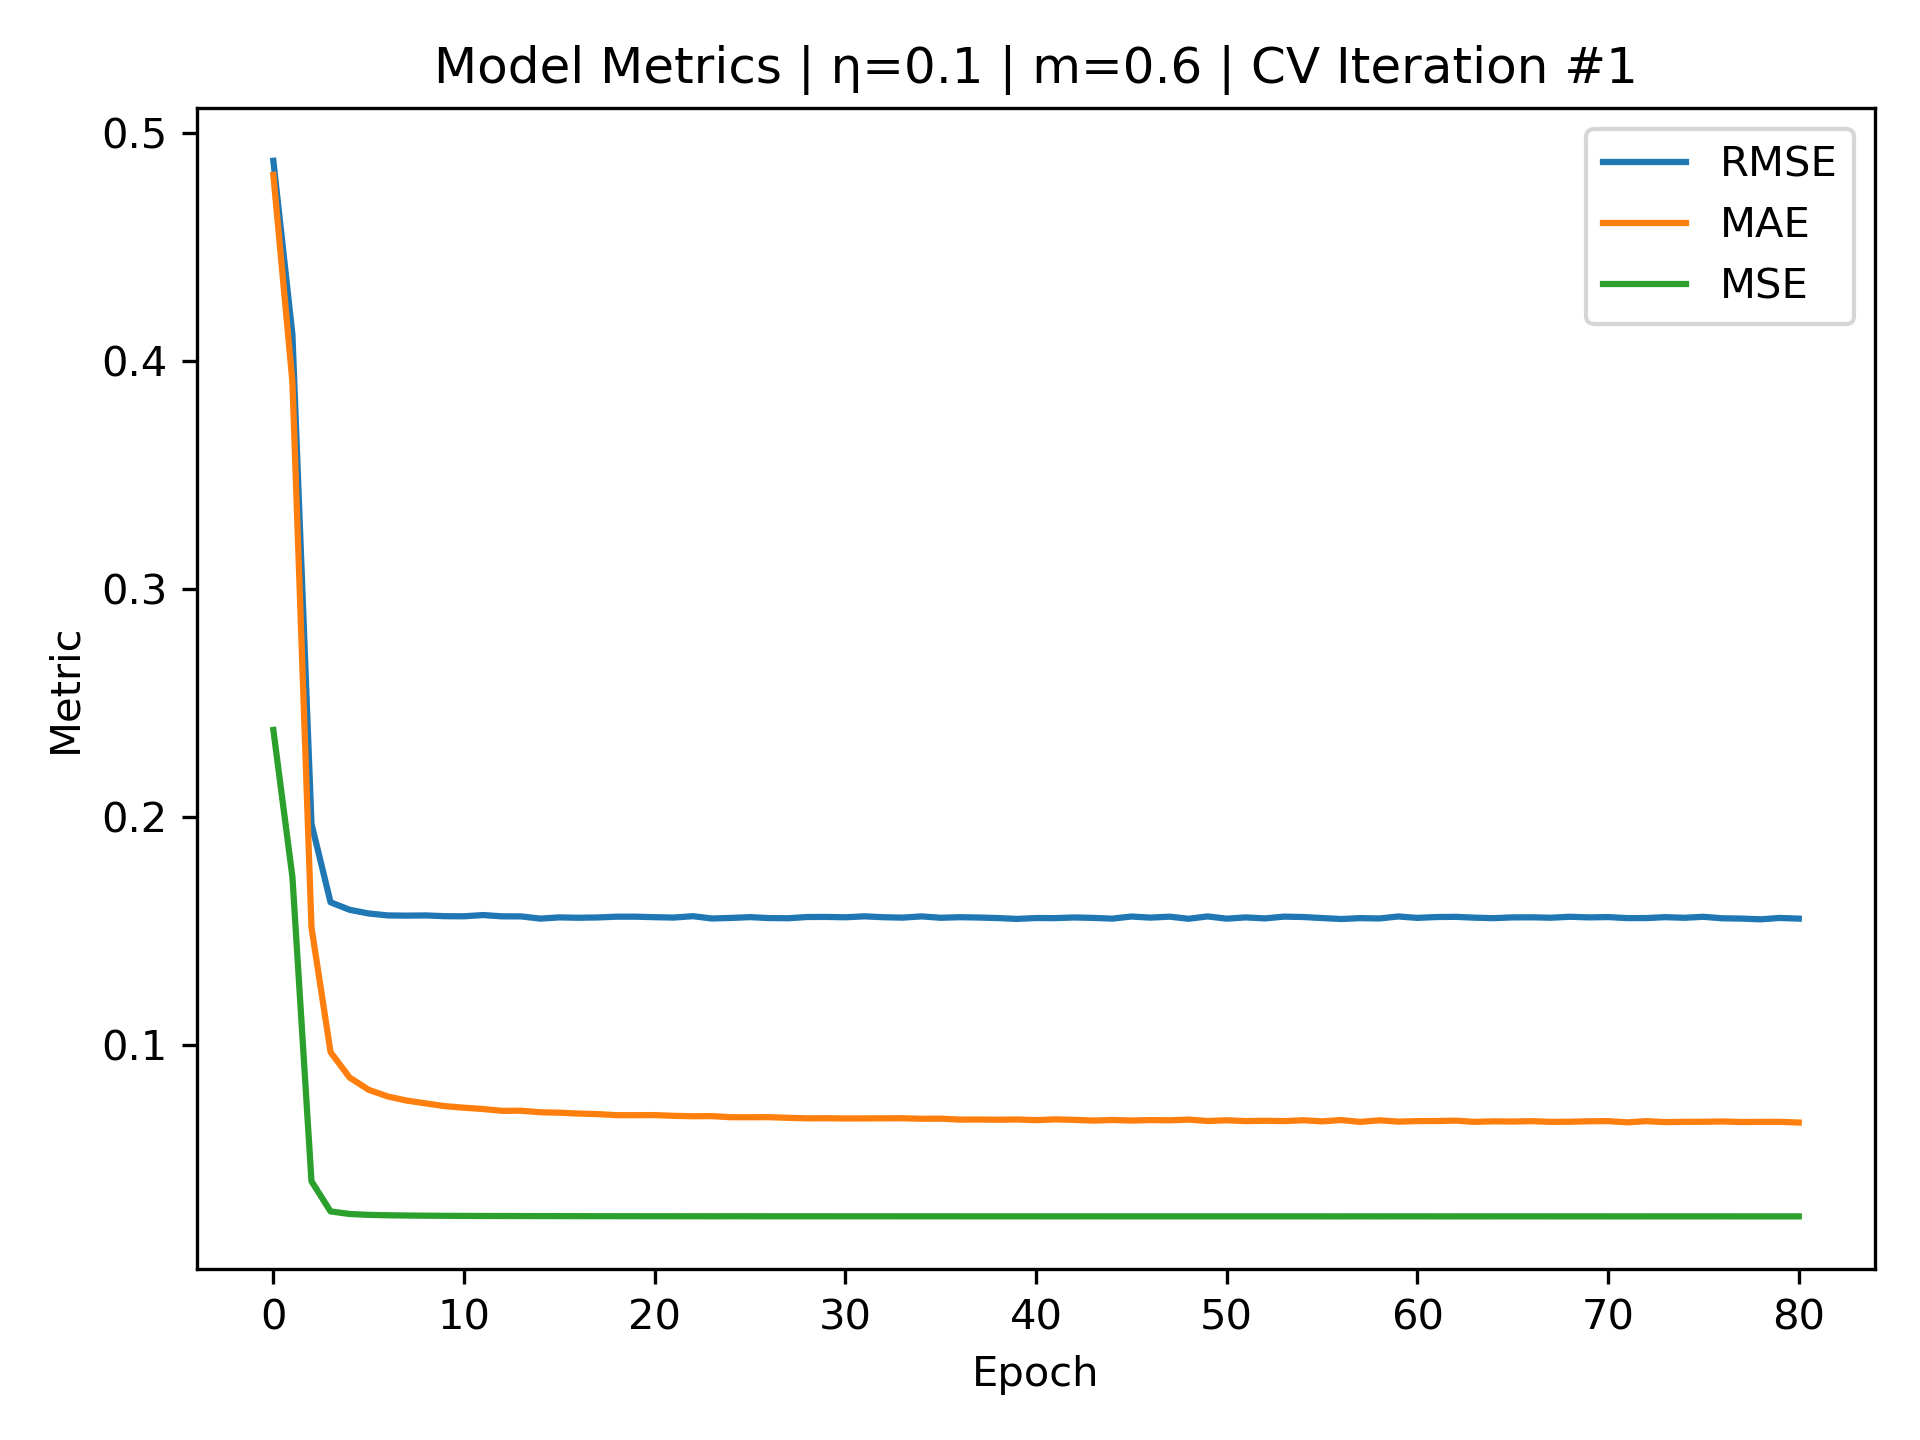 Model Metrics | η=0.1 | m=0.6 | CV Iteration #1
RMSE
MAE
MSE
0.5
0.4
0.3
0.2
0.1
Metric
0 10 20 30 40 50 60 70 80
Epoch